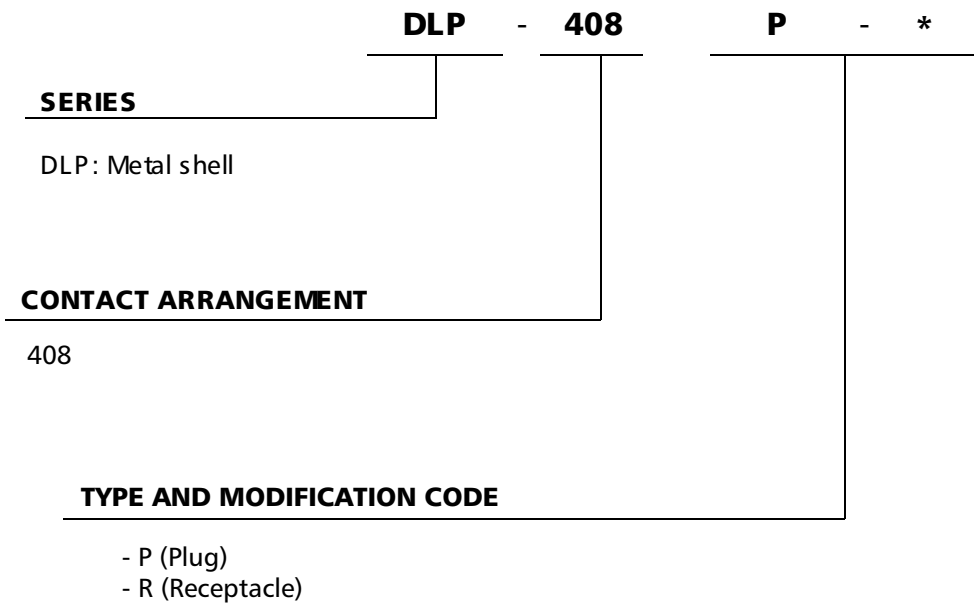 DLP - 408 P - *
SERIES
DLP: Metal shell
CONTACT ARRANGEMENT
408
TYPE AND MODIFICATION CODE
- P (Plug)
- R (Receptacle)